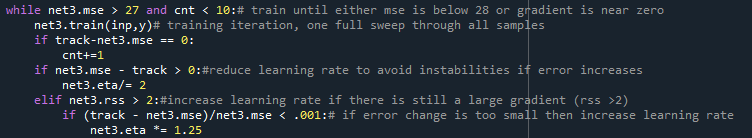 while net3.mse > 27 and cnt < 10:# train until either mse is below 28 or gradient is near zero
    net3.train(inp,y)# training iteration, one full sweep through all samples
    if track-net3.mse == 0:
        cnt+=1
    if net3.mse - track > 0:#reduce learning rate to avoid instabilities if error increases
        net3.eta/= 2
    elif net3.rss > 2:#increase learning rate if there is still a large gradient (rss >2)
        if (track - net3.mse)/net3.mse < .001:# if error change is too small then increase learning rate
            net3.eta *= 1.25